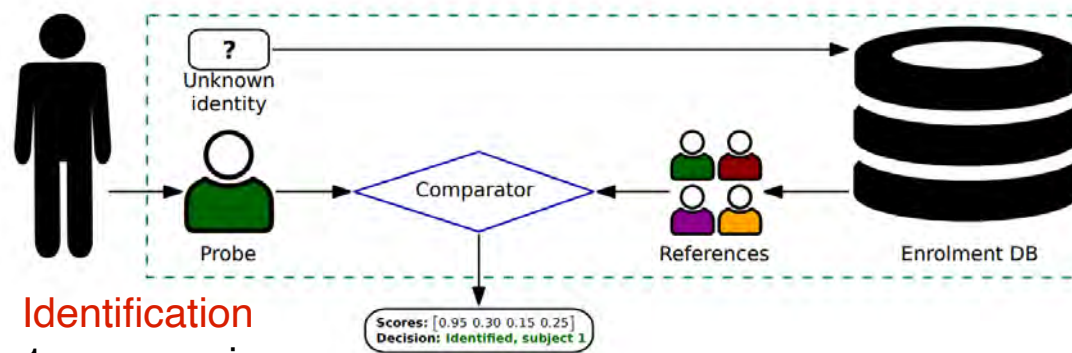 ?
Unknown
identity
Comparator
Probe
References
Enrolment DB
Identification
Scores: [0.95 0.30 0.15 0.25]
Decision: Identified, subject 1